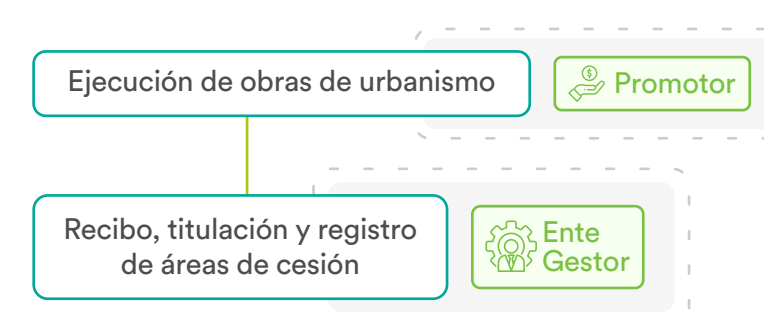 Ejecución de obras de urbanismo
Promotor
Recibo, titulación y registro
de áreas de cesión
Ente
Gestor